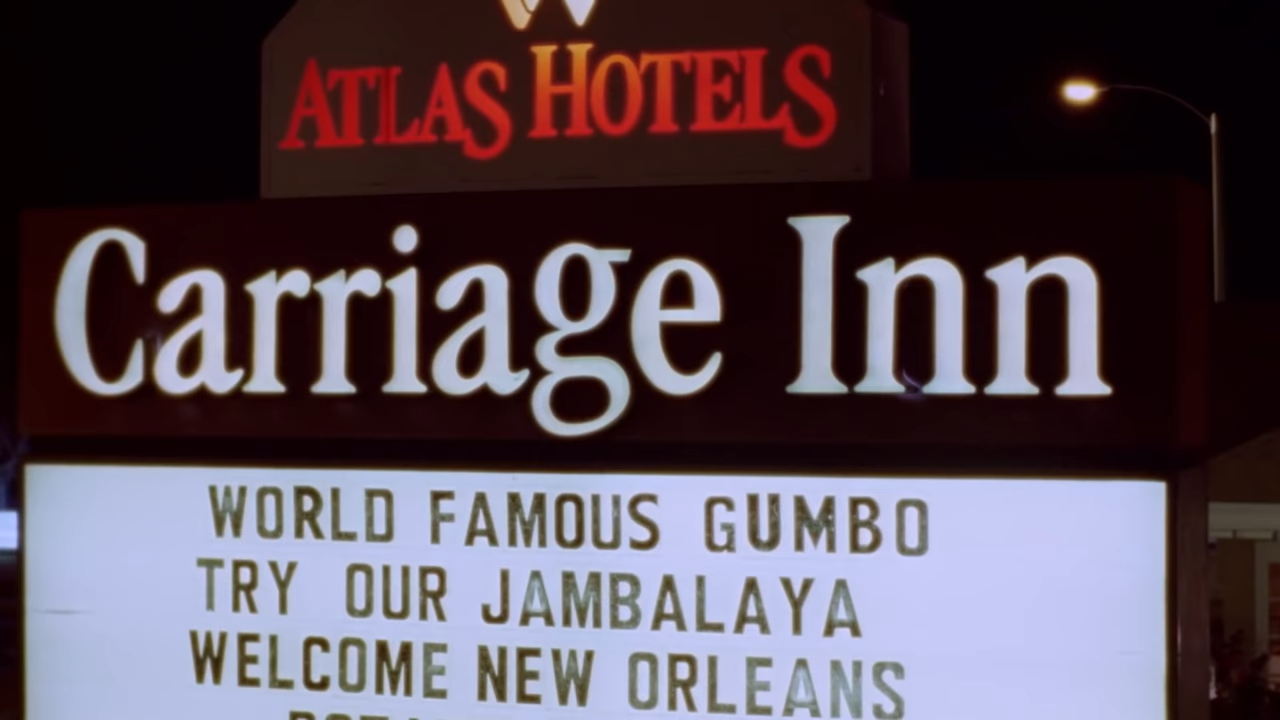 ATLAS HOTELS
Carriage Inn
WORLD FAMOUS GUMBO
TRY OUR JAMBALAYA
WELCOME NEW ORLEANS